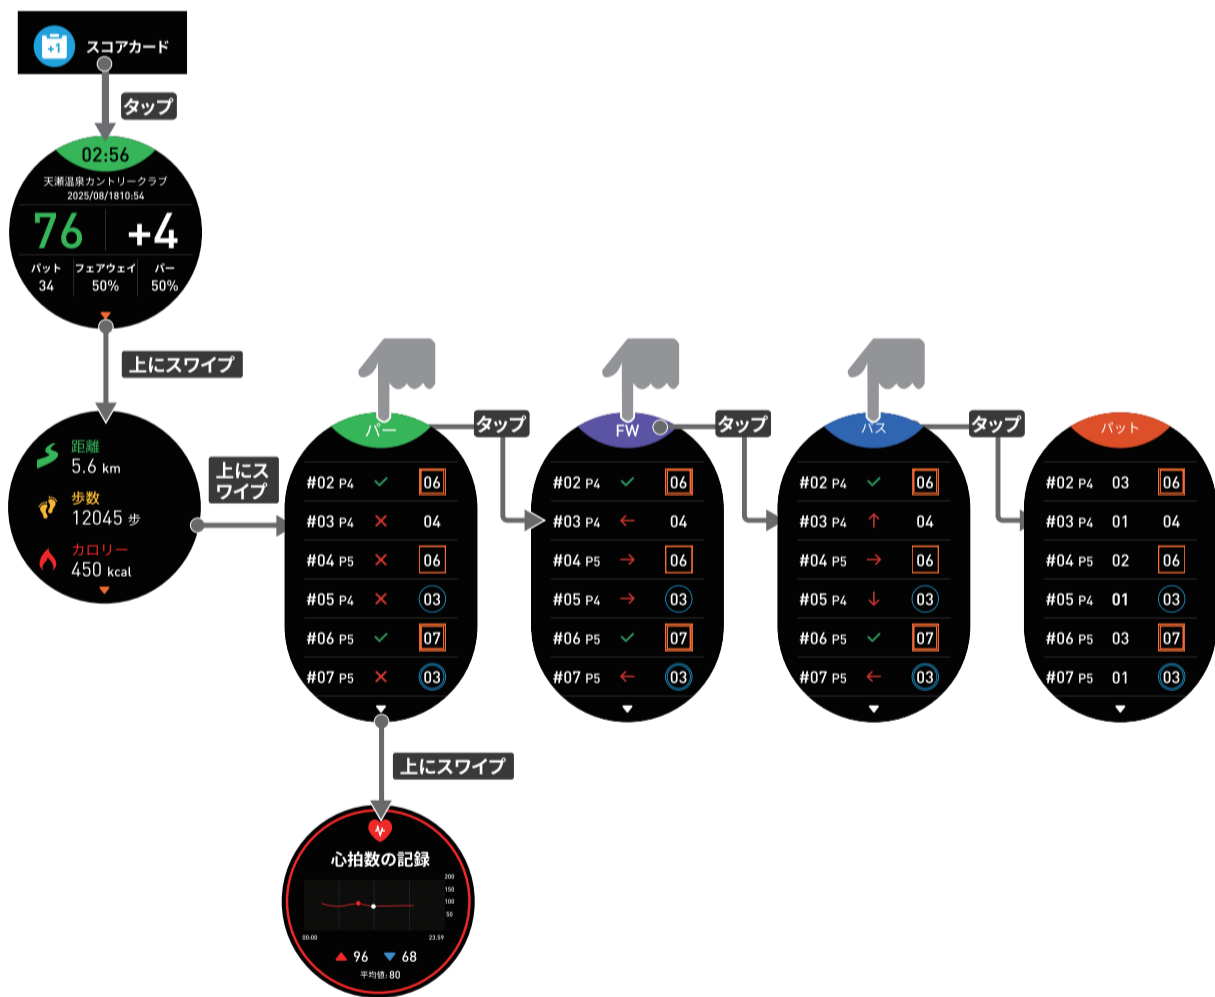 +1
スコアカード
タップ
02:56
天瀬温泉カントリークラブ
2025/08/1810:54
76 +4
パット フェアウェイ パー
34 50% 50%
上にスワイプ
距離
5.6 km
歩数
12045 歩
カロリー
450 kcal
上にス
ワイプ
パー
#02 P4 06
#03 P4 04
#04 P5 06
#05 P4 03
#06 P5 07
#07 P5 03
タップ
FW
#02 P4 06
#03 P4 04
#04 P5 06
#05 P4 03
#06 P5 07
#07 P5 03
タップ
パス
#02 P4 06
#03 P4 04
#04 P5 06
#05 P4 03
#06 P5 07
#07 P5 03
タップ
パット
#02 P4 03 06
#03 P4 01 04
#04 P5 02 06
#05 P4 01 03
#06 P5 03 07
#07 P5 01 03
上にスワイプ
心拍数の記録
200
150
100
50
00:00 23.59
96 68
平均値: 80